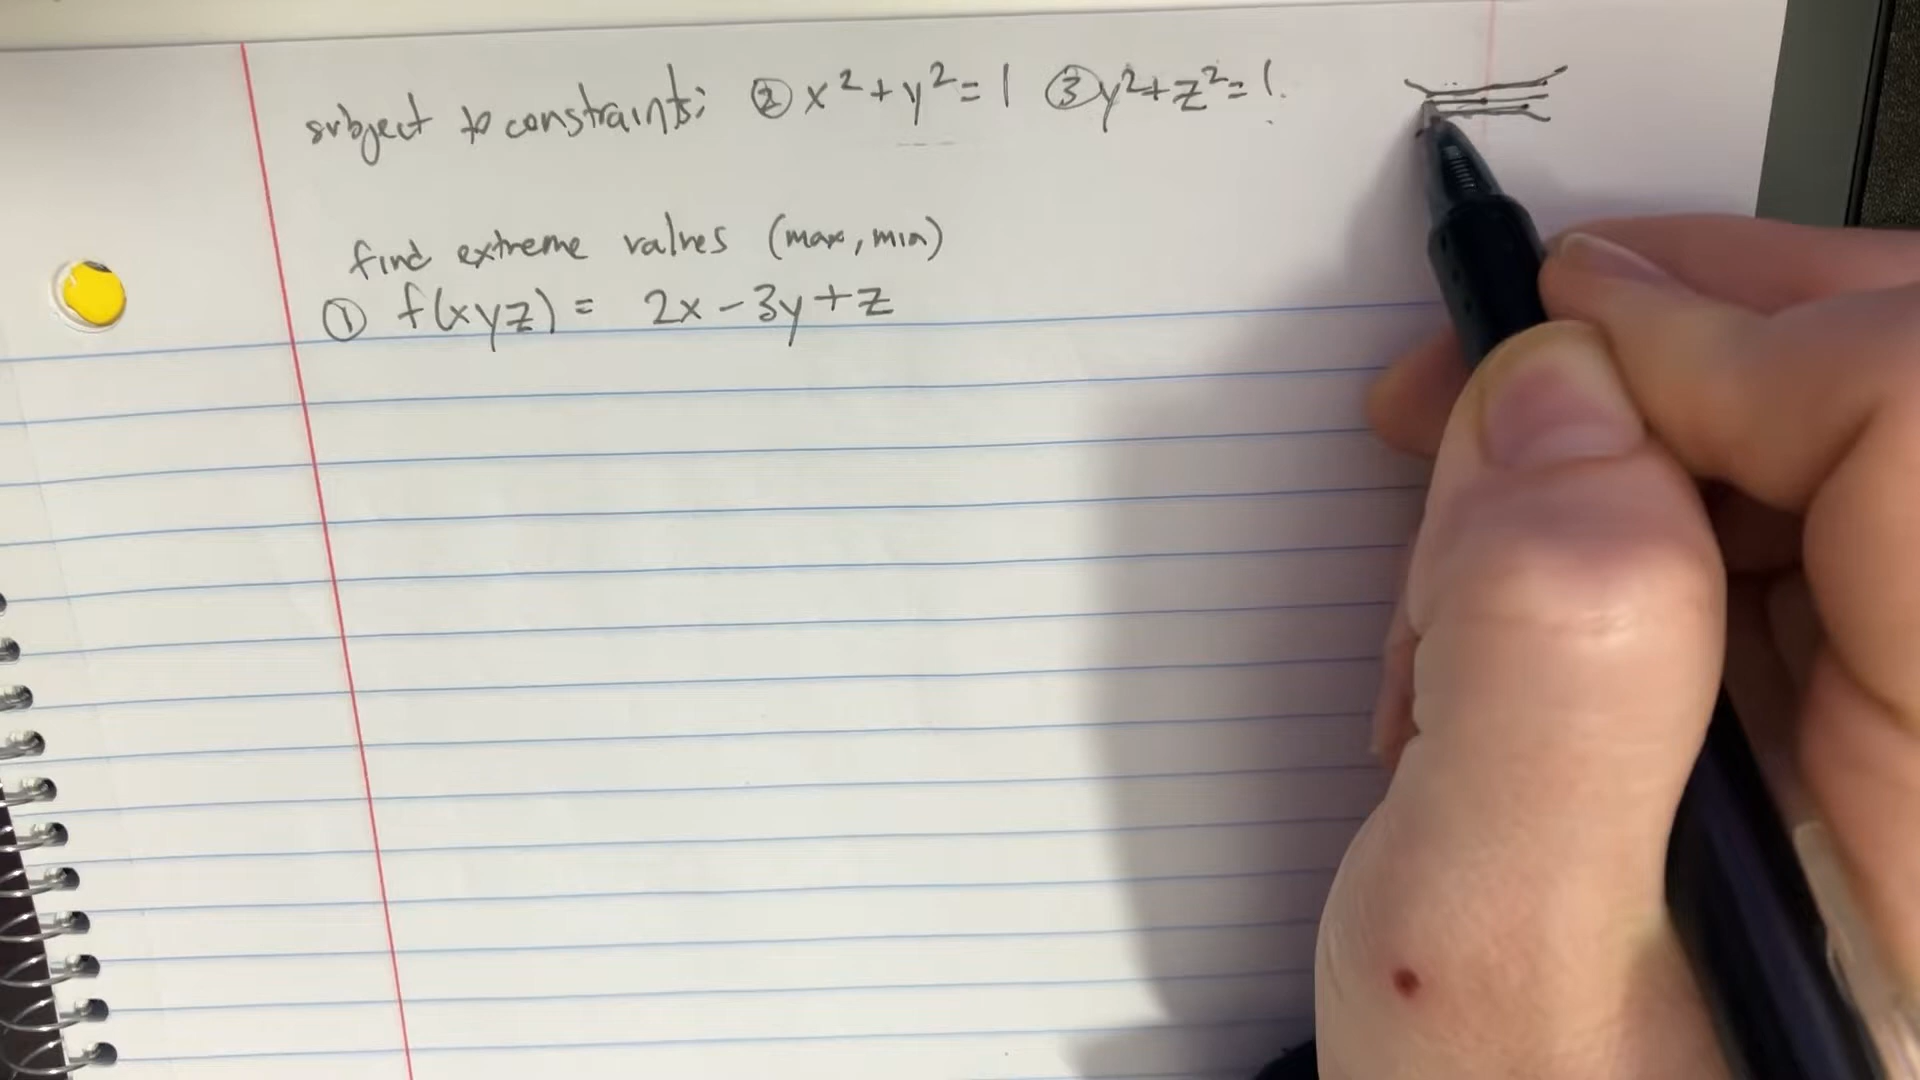 subject to constraints: ② x² + y² = 1 ③ y² + z² = 1.
find extreme values (max, min)
① f(xyz) = 2x - 3y + z